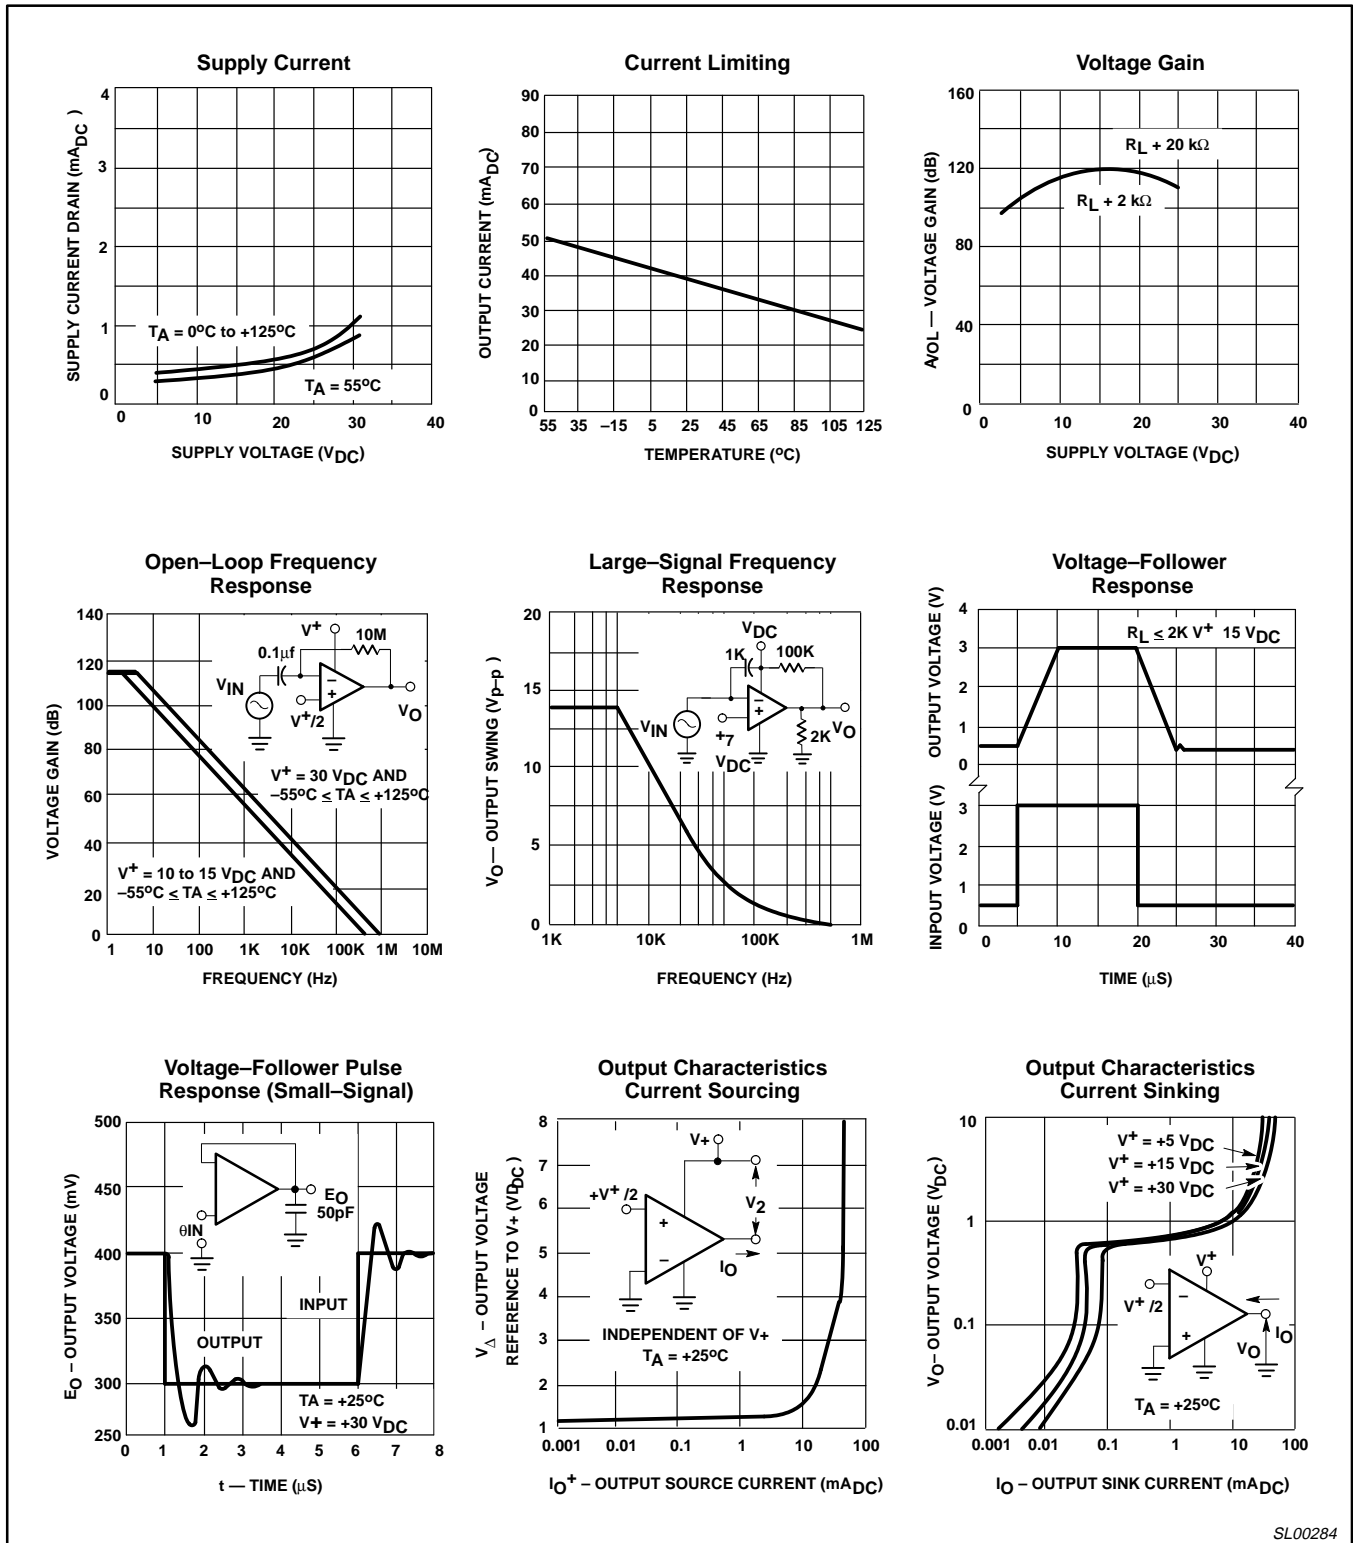 Supply Current
SUPPLY CURRENT DRAIN (mADC)
4
3
2
1
0
TA = 0°C to +125°C
TA = 55°C
0 10 20 30 40
SUPPLY VOLTAGE (VDC)
Current Limiting
OUTPUT CURRENT (mADC)
90
80
70
60
50
40
30
20
10
0
55 35 –15 5 25 45 65 85 105 125
TEMPERATURE (°C)
Voltage Gain
AVOL — VOLTAGE GAIN (dB)
160
120
80
40
0
RL + 20 kΩ
RL + 2 kΩ
0 10 20 30 40
SUPPLY VOLTAGE (VDC)
Open–Loop Frequency
Response
VOLTAGE GAIN (dB)
140
120
100
80
60
40
20
0
V+
10M
0.1µf
VIN
–
+
V+/2
VO
V+ = 30 VDC AND
–55°C ≤ TA ≤ +125°C
V+ = 10 to 15 VDC AND
–55°C ≤ TA ≤ +125°C
1 10 100 1K 10K 100K 1M 10M
FREQUENCY (Hz)
Large–Signal Frequency
Response
VO — OUTPUT SWING (Vp–p)
20
15
10
5
0
VDC
1K
100K
VIN
–
+
+7
VDC
2K
VO
1K 10K 100K 1M
FREQUENCY (Hz)
Voltage–Follower
Response
OUTPUT VOLTAGE (V)
4
3
2
1
0
RL ≤ 2K V+ 15 VDC
INPOUT VOLTAGE (V)
3
2
1
0
0 10 20 30 40
TIME (µS)
Voltage–Follower Pulse
Response (Small–Signal)
EO – OUTPUT VOLTAGE (mV)
500
450
400
350
300
250
EO
50pF
θIN
INPUT
OUTPUT
TA = +25°C
V+ = +30 VDC
0 1 2 3 4 5 6 7 8
t — TIME (µS)
Output Characteristics
Current Sourcing
V∆ – OUTPUT VOLTAGE
REFERENCE TO V+ (VDDC)
8
7
6
5
4
3
2
1
V+
+V+/2
V2
+
–
IO
INDEPENDENT OF V+
TA = +25°C
0.001 0.01 0.1 1 10 100
IO+ – OUTPUT SOURCE CURRENT (mADC)
Output Characteristics
Current Sinking
VO – OUTPUT VOLTAGE (VDC)
10
1
0.1
0.01
V+ = +5 VDC
V+ = +15 VDC
V+ = +30 VDC
V+
–
V+/2
+
VO
IO
TA = +25°C
0.001 0.01 0.1 1 10 100
IO – OUTPUT SINK CURRENT (mADC)
SL00284